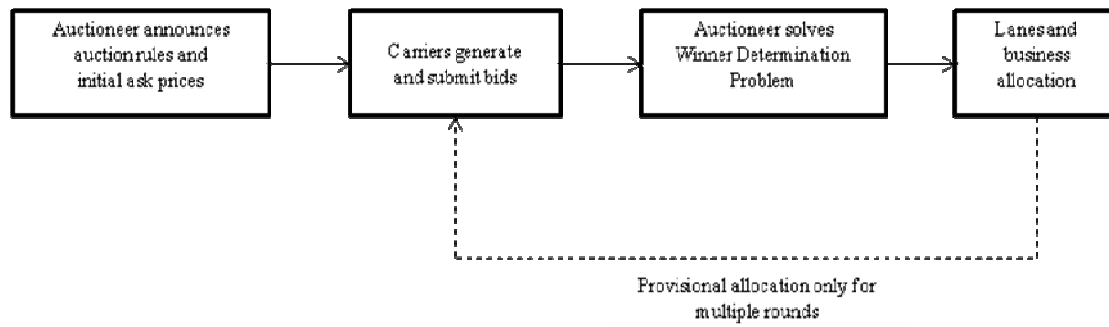 Auctioneer announces
auction rules and
initial ask prices
Carriers generate
and submit bids
Auctioneer solves
Winner Determination
Problem
Lanes and
business
allocation
Provisional allocation only for
multiple rounds